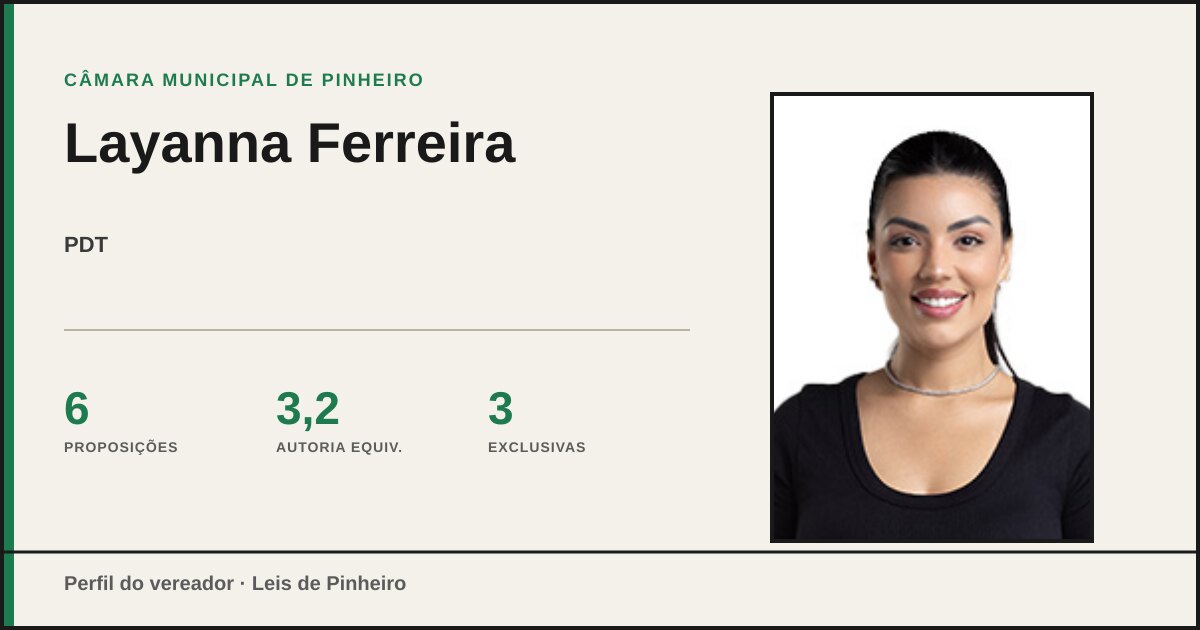 CÂMARA MUNICIPAL DE PINHEIRO
Layanna Ferreira
PDT
6
PROPOSIÇÕES
3,2
AUTORIA EQUIV.
3
EXCLUSIVAS
Perfil do vereador · Leis de Pinheiro